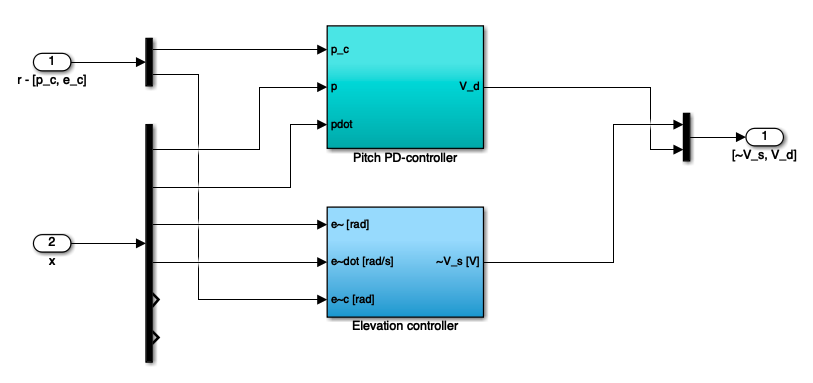 1
r - [p_c, e_c]
p_c
p
pdot
V_d
Pitch PD-controller
1
[~V_s, V_d]
2
x
e~ [rad]
e~dot [rad/s]
e~c [rad]
~V_s [V]
Elevation controller